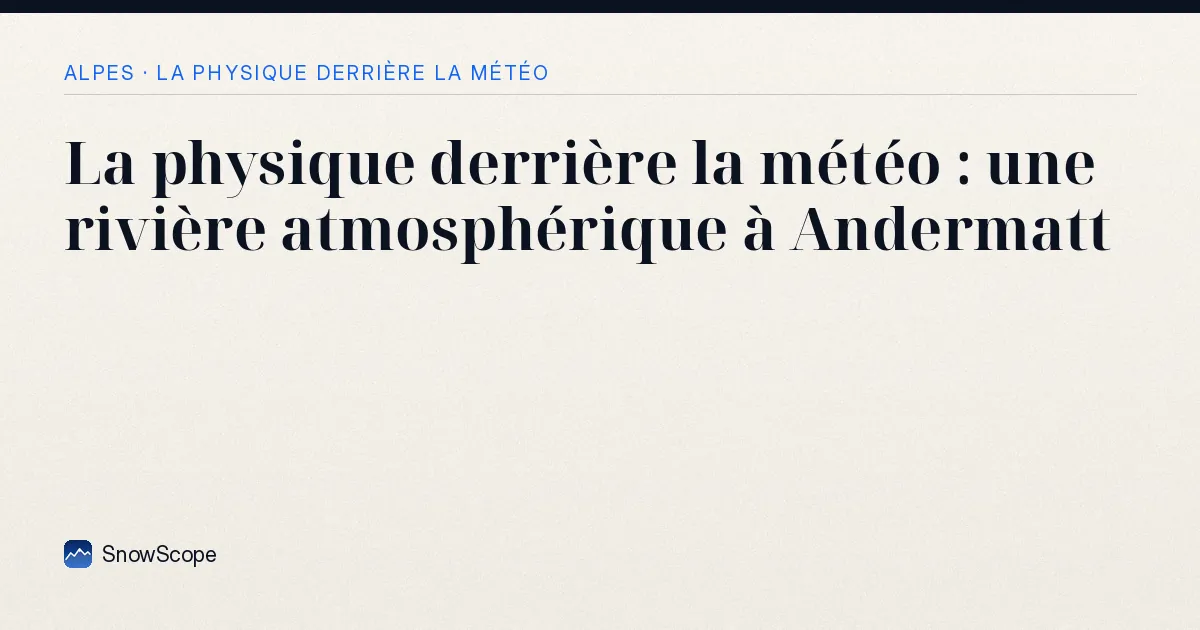 ALPES · LA PHYSIQUE DERRIÈRE LA MÉTÉO
La physique derrière la météo : une
rivière atmosphérique à Andermatt
SnowScope